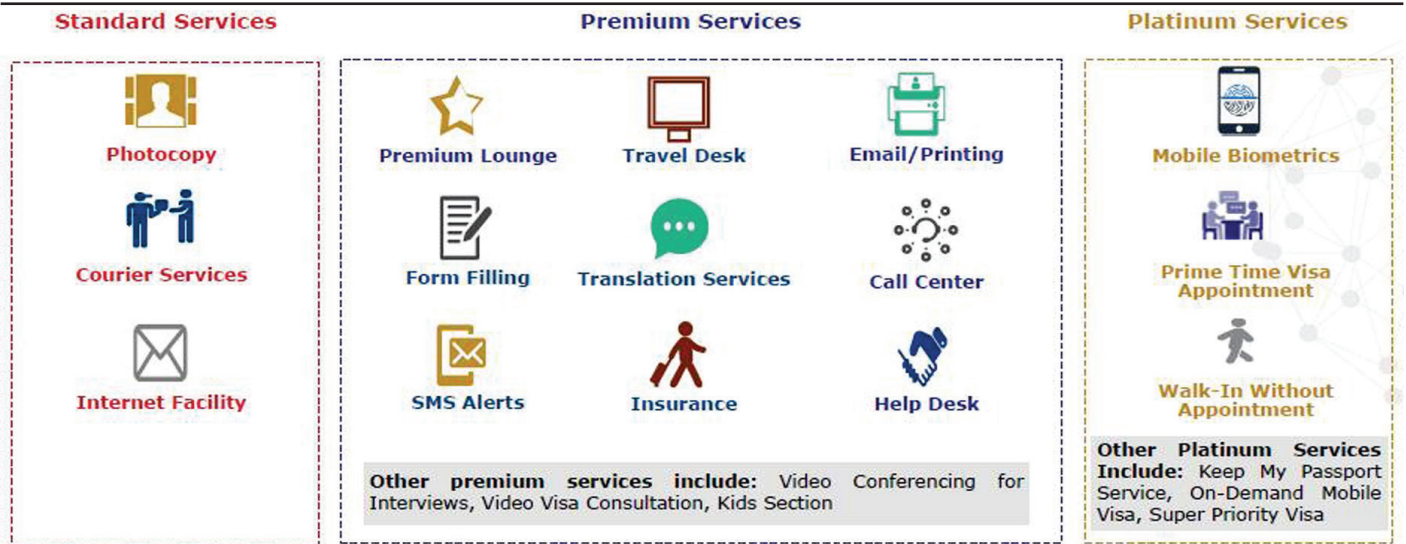 Standard Services
Photocopy
Courier Services
Internet Facility
Premium Services
Premium Lounge
Travel Desk
Email/Printing
Form Filling
Translation Services
Call Center
SMS Alerts
Insurance
Help Desk
Other premium services include: Video Conferencing for
Interviews, Video Visa Consultation, Kids Section
Platinum Services
Mobile Biometrics
Prime Time Visa
Appointment
Walk-In Without
Appointment
Other Platinum Services
Include: Keep My Passport
Service, On-Demand Mobile
Visa, Super Priority Visa